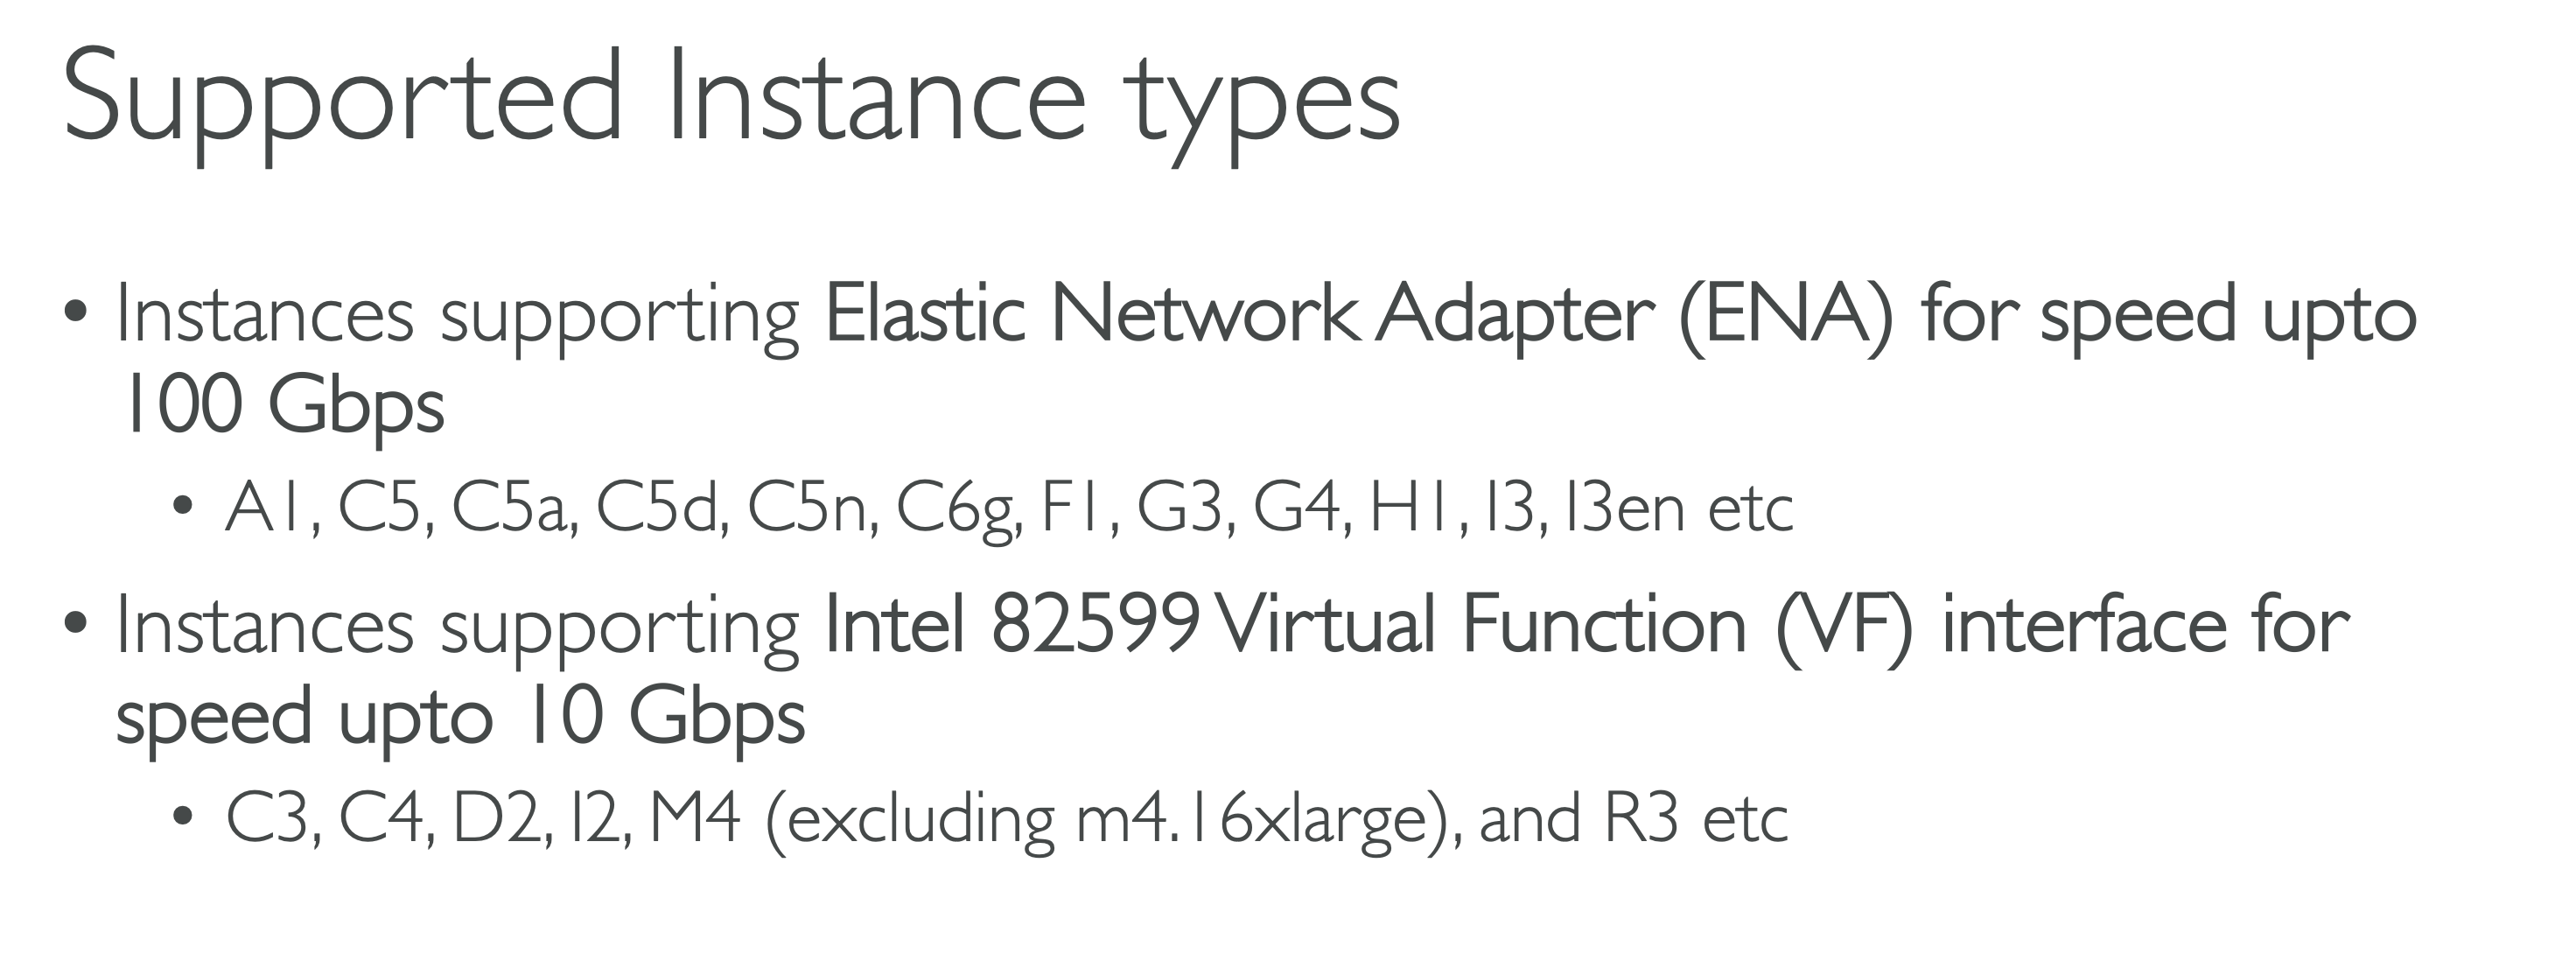 Supported Instance types
• Instances supporting Elastic Network Adapter (ENA) for speed upto
100 Gbps
• A1, C5, C5a, C5d, C5n, C6g, F1, G3, G4, H1, I3, I3en etc
• Instances supporting Intel 82599 Virtual Function (VF) interface for
speed upto 10 Gbps
• C3, C4, D2, I2, M4 (excluding m4.16xlarge), and R3 etc